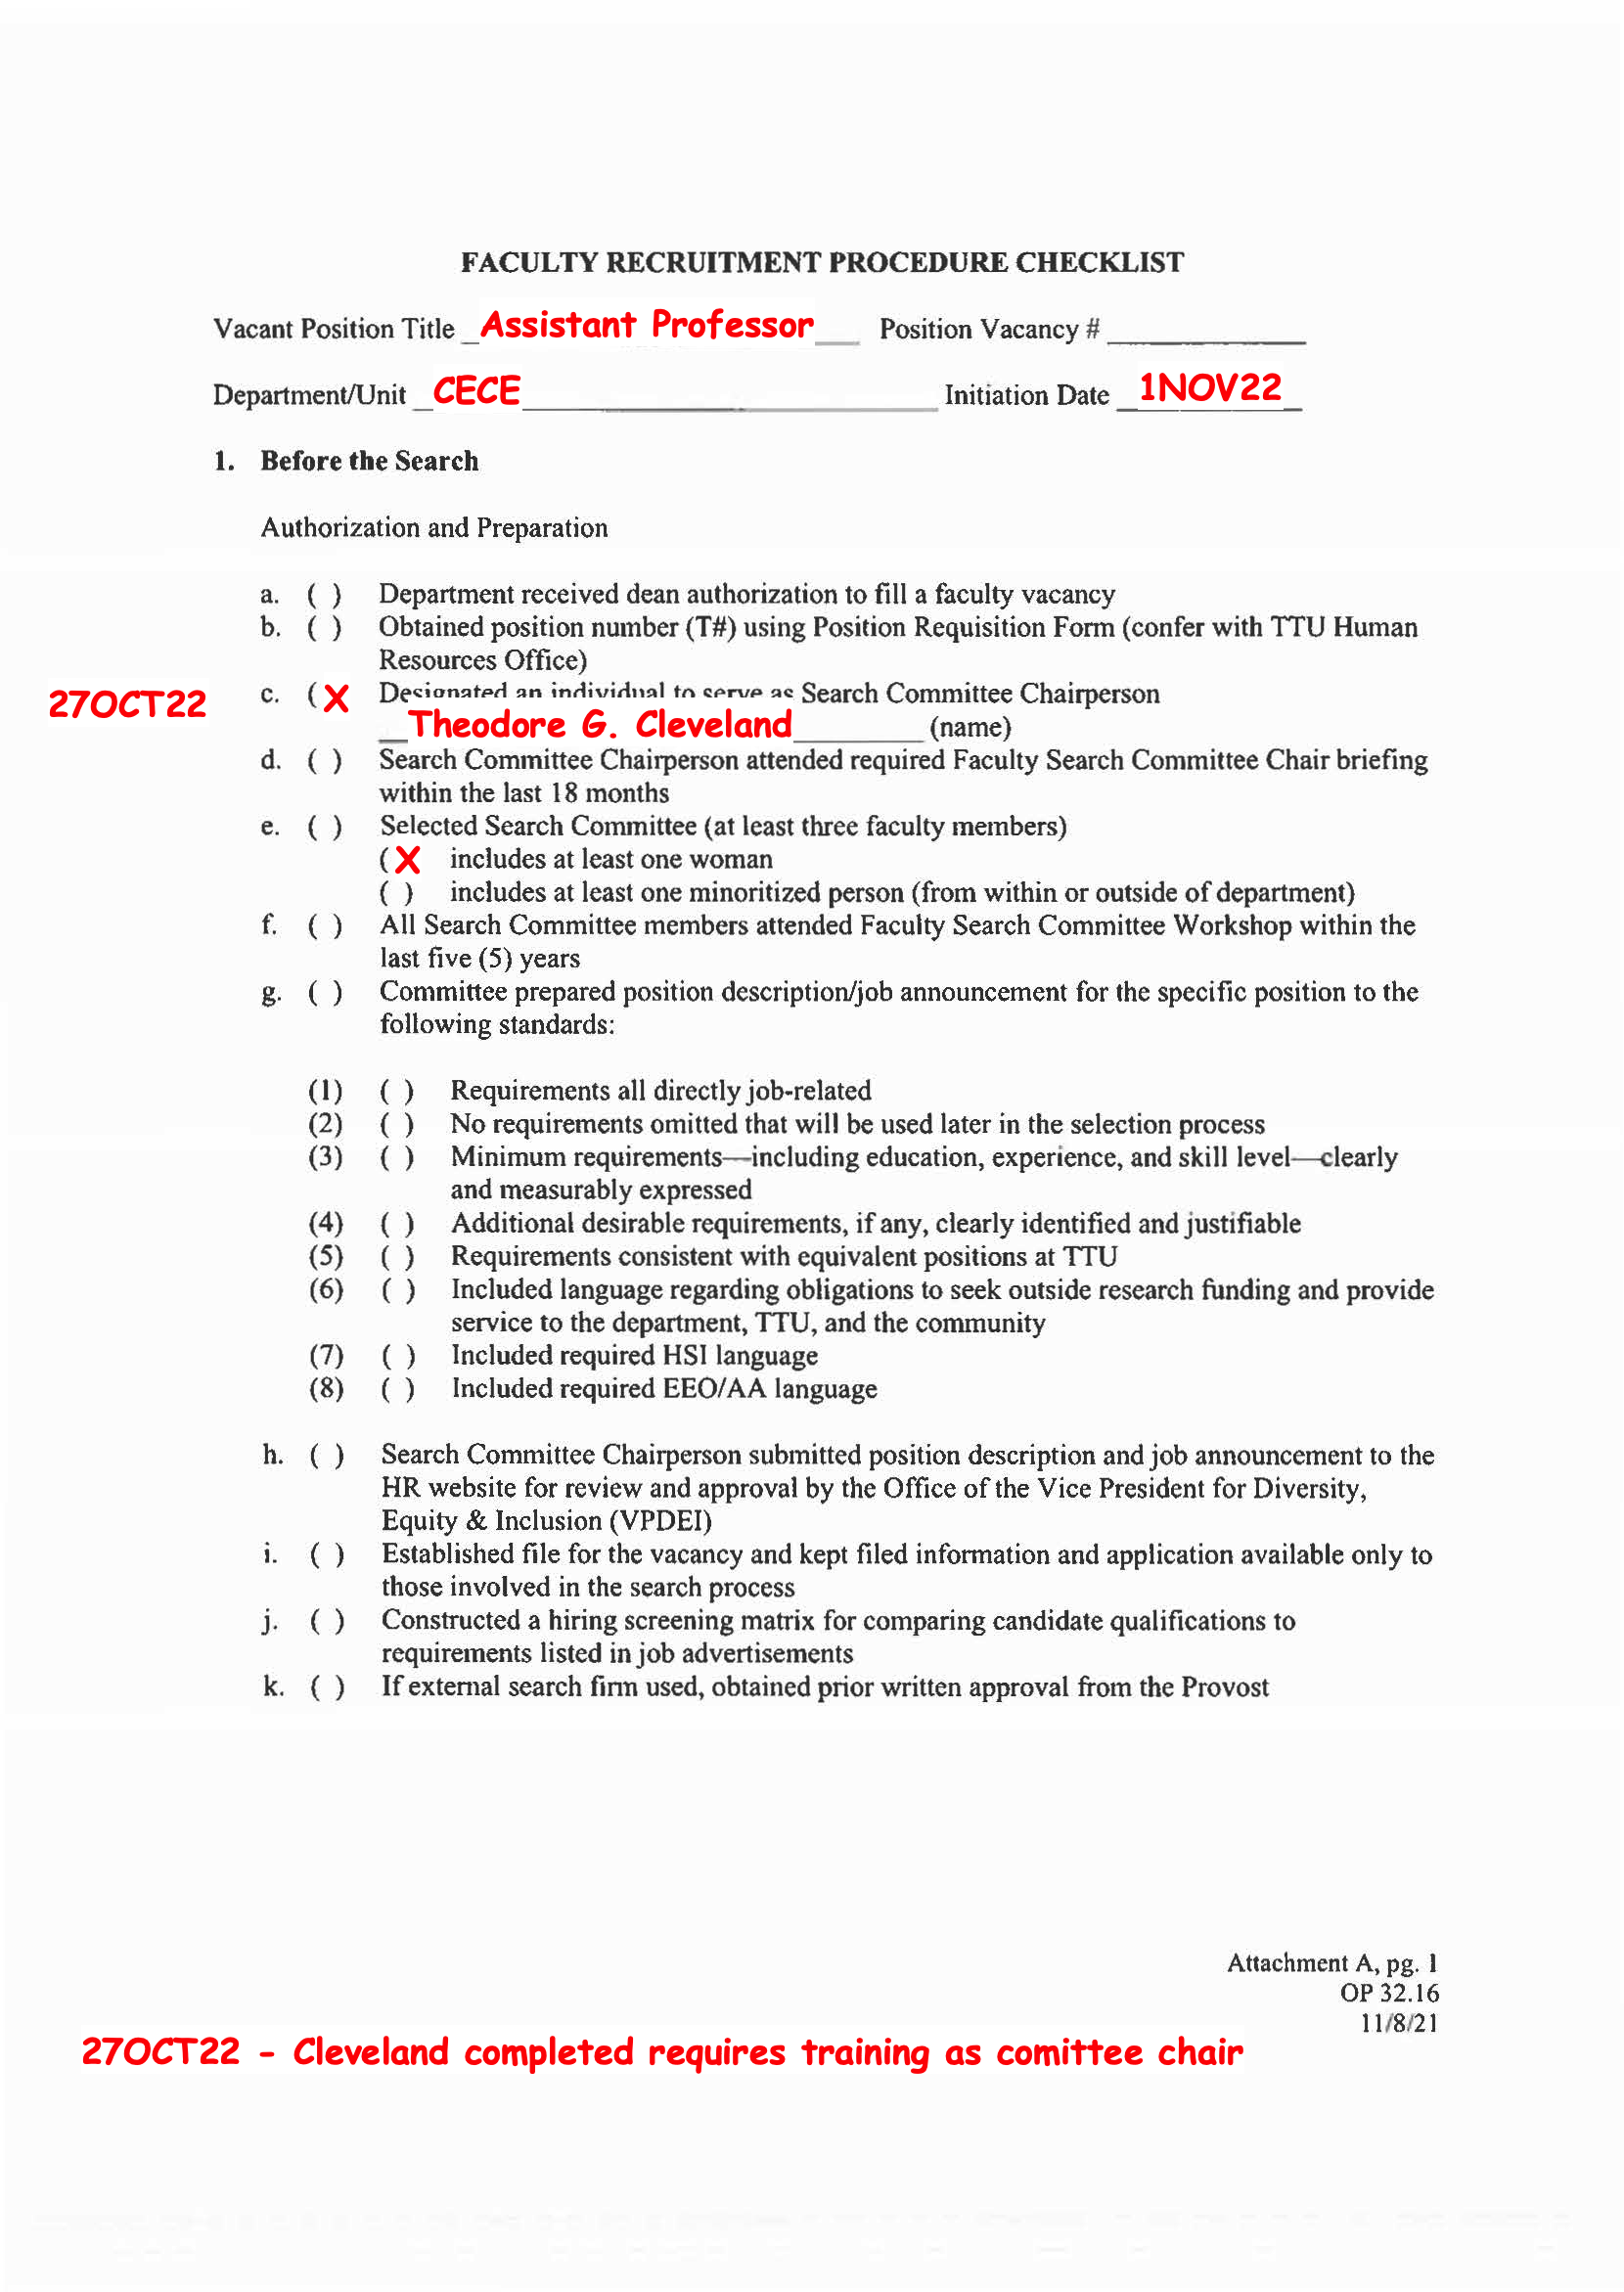 FACULTY RECRUITMENT PROCEDURE CHECKLIST
Vacant Position Title _Assistant Professor___ Position Vacancy # ______________
Department/Unit _CECE______________________________ Initiation Date _1NOV22_
1. Before the Search
Authorization and Preparation
a. ( ) Department received dean authorization to fill a faculty vacancy
b. ( ) Obtained position number (T#) using Position Requisition Form (confer with TTU Human
Resources Office)
27OCT22 c. (X Designated an individual to serve as Search Committee Chairperson
_Theodore G. Cleveland_________ (name)
d. ( ) Search Committee Chairperson attended required Faculty Search Committee Chair briefing
within the last 18 months
e. ( ) Selected Search Committee (at least three faculty members)
(X includes at least one woman
( ) includes at least one minoritized person (from within or outside of department)
f. ( ) All Search Committee members attended Faculty Search Committee Workshop within the
last five (5) years
g. ( ) Committee prepared position description/job announcement for the specific position to the
following standards:
(1) ( ) Requirements all directly job-related
(2) ( ) No requirements omitted that will be used later in the selection process
(3) ( ) Minimum requirements—including education, experience, and skill level—clearly
and measurably expressed
(4) ( ) Additional desirable requirements, if any, clearly identified and justifiable
(5) ( ) Requirements consistent with equivalent positions at TTU
(6) ( ) Included language regarding obligations to seek outside research funding and provide
service to the department, TTU, and the community
(7) ( ) Included required HSI language
(8) ( ) Included required EEO/AA language
h. ( ) Search Committee Chairperson submitted position description and job announcement to the
HR website for review and approval by the Office of the Vice President for Diversity,
Equity & Inclusion (VPDEI)
i. ( ) Established file for the vacancy and kept filed information and application available only to
those involved in the search process
j. ( ) Constructed a hiring screening matrix for comparing candidate qualifications to
requirements listed in job advertisements
k. ( ) If external search firm used, obtained prior written approval from the Provost
Attachment A, pg. 1
OP 32.16
11/8/21
27OCT22 - Cleveland completed requires training as comittee chair